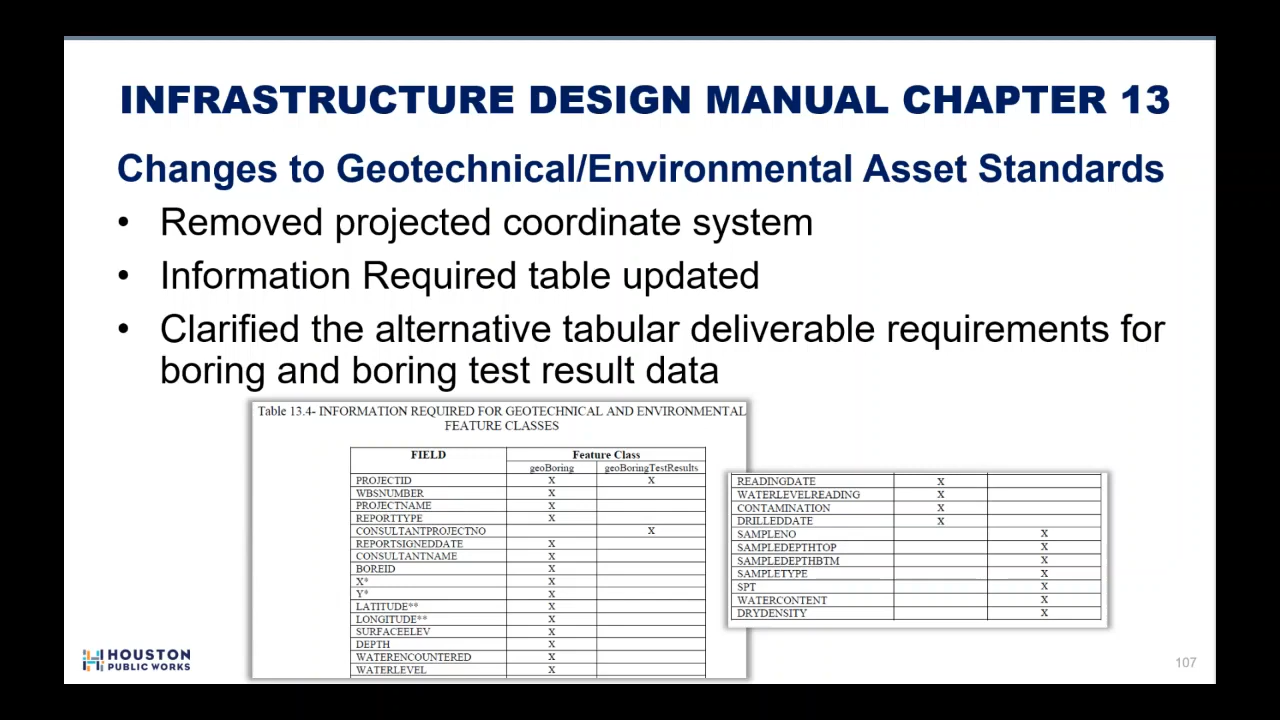 INFRASTRUCTURE DESIGN MANUAL CHAPTER 13
Changes to Geotechnical/Environmental Asset Standards
• Removed projected coordinate system
• Information Required table updated
• Clarified the alternative tabular deliverable requirements for
boring and boring test result data
Table 13.4- INFORMATION REQUIRED FOR GEOTECHNICAL AND ENVIRONMENTAL
FEATURE CLASSES
FIELD Feature Class
geoBoring geoBoringTestResults
PROJECTID X X
WBSNUMBER X
PROJECTNAME X
REPORTTYPE X
CONSULTANTPROJECTNO X
REPORTSIGNEDDATE X
CONSULTANTNAME X
BOREID X
X* X
Y* X
LATITUDE** X
LONGITUDE** X
SURFACEELEV X
DEPTH X
WATERENCOUNTERED X
WATERLEVEL X
READINGDATE X
WATERLEVELREADING X
CONTAMINATION X
DRILLEDDATE X
SAMPLENO X
SAMPLEDEPTHTOP X
SAMPLEDEPTHBTM X
SAMPLETYPE X
SPT X
WATERCONTENT X
DRYDENSITY X
HOUSTON
PUBLIC WORKS
107